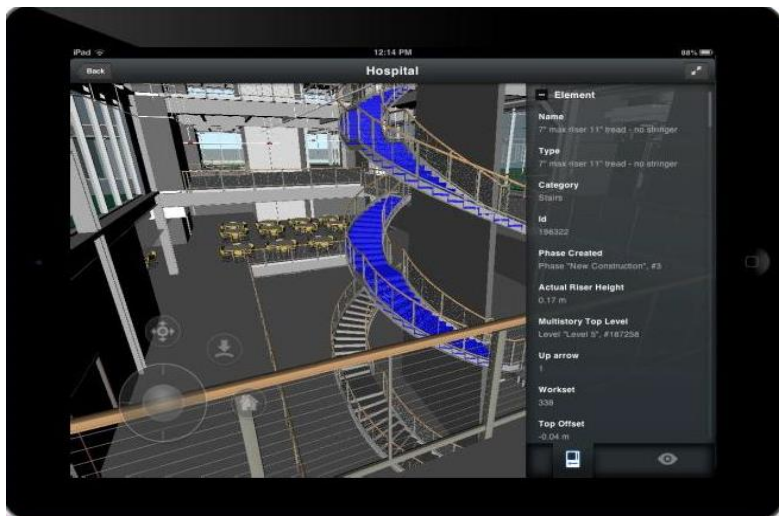 iPad
12:14 PM
98%
Back
Hospital
Element
Name
7" max riser 11" tread - no stringer
Type
7" max riser 11" tread - no stringer
Category
Stairs
Id
196322
Phase Created
Phase "New Construction", #3
Actual Riser Height
0.17 m
Multistory Top Level
Level "Level 5", #187258
Up arrow
1
Workset
338
Top Offset
-0.04 m